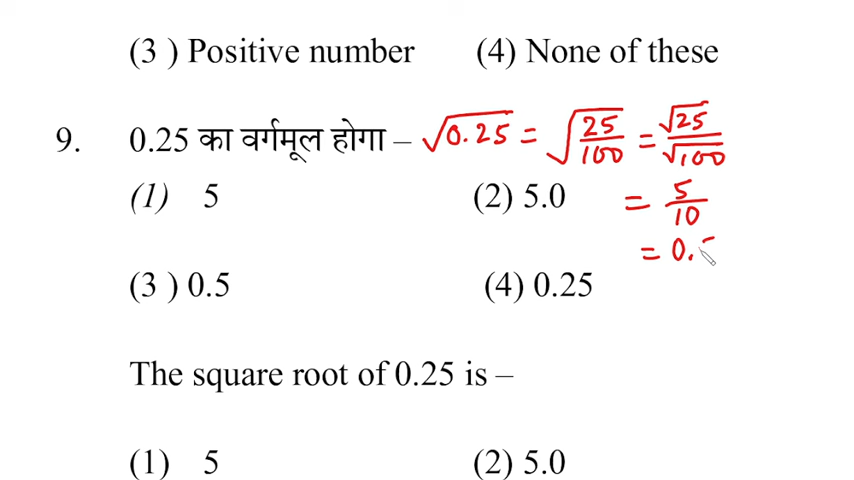 (3 ) Positive number (4) None of these
9. 0.25 का वर्गमूल होगा – √0.25 = √25/100 = √25/√100
(1) 5 (2) 5.0 = 5/10
= 0.
(3 ) 0.5 (4) 0.25
The square root of 0.25 is –
(1) 5 (2) 5.0